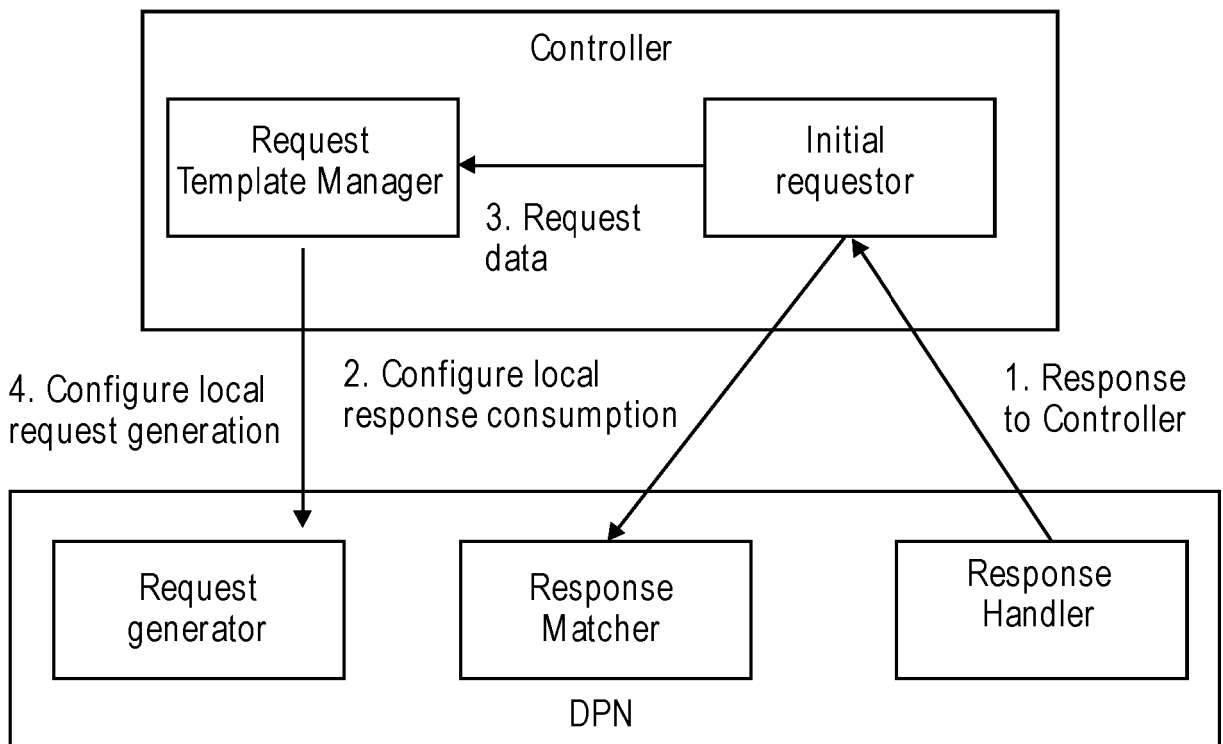 Controller
Request
Template Manager
Initial
requestor
3. Request
data
4. Configure local
request generation
2. Configure local
response consumption
1. Response
to Controller
Request
generator
Response
Matcher
Response
Handler
DPN